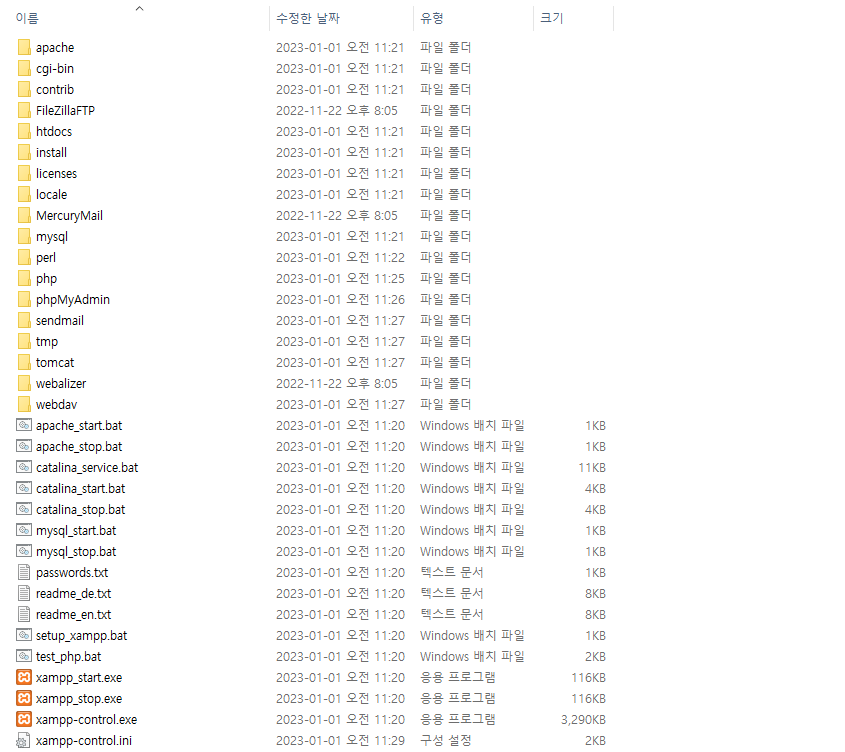 이름 수정한 날짜 유형 크기
apache 2023-01-01 오전 11:21 파일 폴더
cgi-bin 2023-01-01 오전 11:21 파일 폴더
contrib 2023-01-01 오전 11:21 파일 폴더
FileZillaFTP 2022-11-22 오후 8:05 파일 폴더
htdocs 2023-01-01 오전 11:21 파일 폴더
install 2023-01-01 오전 11:21 파일 폴더
licenses 2023-01-01 오전 11:21 파일 폴더
locale 2023-01-01 오전 11:21 파일 폴더
MercuryMail 2022-11-22 오후 8:05 파일 폴더
mysql 2023-01-01 오전 11:21 파일 폴더
perl 2023-01-01 오전 11:22 파일 폴더
php 2023-01-01 오전 11:25 파일 폴더
phpMyAdmin 2023-01-01 오전 11:26 파일 폴더
sendmail 2023-01-01 오전 11:27 파일 폴더
tmp 2023-01-01 오전 11:27 파일 폴더
tomcat 2023-01-01 오전 11:27 파일 폴더
webalizer 2022-11-22 오후 8:05 파일 폴더
webdav 2023-01-01 오전 11:27 파일 폴더
apache_start.bat 2023-01-01 오전 11:20 Windows 배치 파일 1KB
apache_stop.bat 2023-01-01 오전 11:20 Windows 배치 파일 1KB
catalina_service.bat 2023-01-01 오전 11:20 Windows 배치 파일 11KB
catalina_start.bat 2023-01-01 오전 11:20 Windows 배치 파일 4KB
catalina_stop.bat 2023-01-01 오전 11:20 Windows 배치 파일 4KB
mysql_start.bat 2023-01-01 오전 11:20 Windows 배치 파일 1KB
mysql_stop.bat 2023-01-01 오전 11:20 Windows 배치 파일 1KB
passwords.txt 2023-01-01 오전 11:20 텍스트 문서 1KB
readme_de.txt 2023-01-01 오전 11:20 텍스트 문서 8KB
readme_en.txt 2023-01-01 오전 11:20 텍스트 문서 8KB
setup_xampp.bat 2023-01-01 오전 11:20 Windows 배치 파일 1KB
test_php.bat 2023-01-01 오전 11:20 Windows 배치 파일 2KB
xampp_start.exe 2023-01-01 오전 11:20 응용 프로그램 116KB
xampp_stop.exe 2023-01-01 오전 11:20 응용 프로그램 116KB
xampp-control.exe 2023-01-01 오전 11:20 응용 프로그램 3,290KB
xampp-control.ini 2023-01-01 오전 11:29 구성 설정 2KB